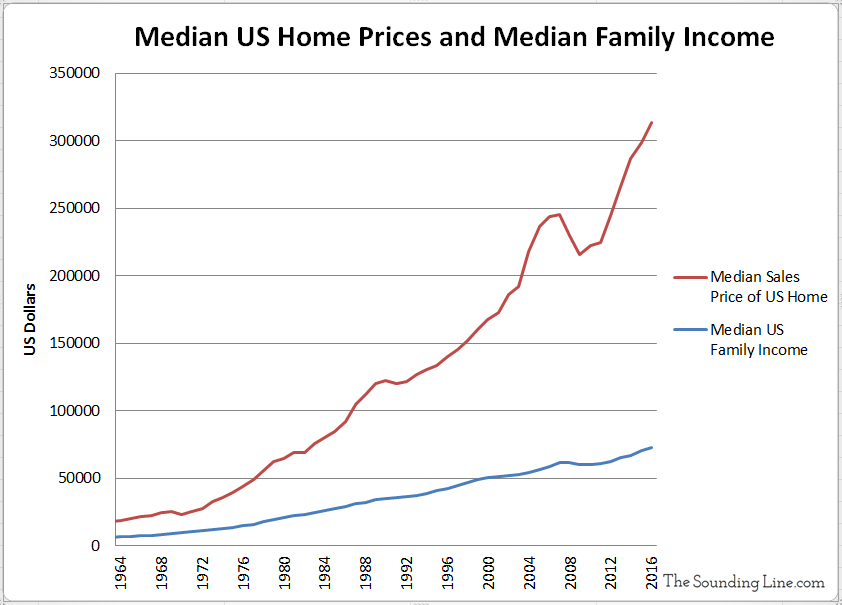 Median US Home Prices and Median Family Income
350000
300000
250000
200000
150000
100000
50000
0
US Dollars
Median Sales
Price of US Home
Median US
Family Income
1964 1968 1972 1976 1980 1984 1988 1992 1996 2000 2004 2008 2012 2016
The Sounding Line.com